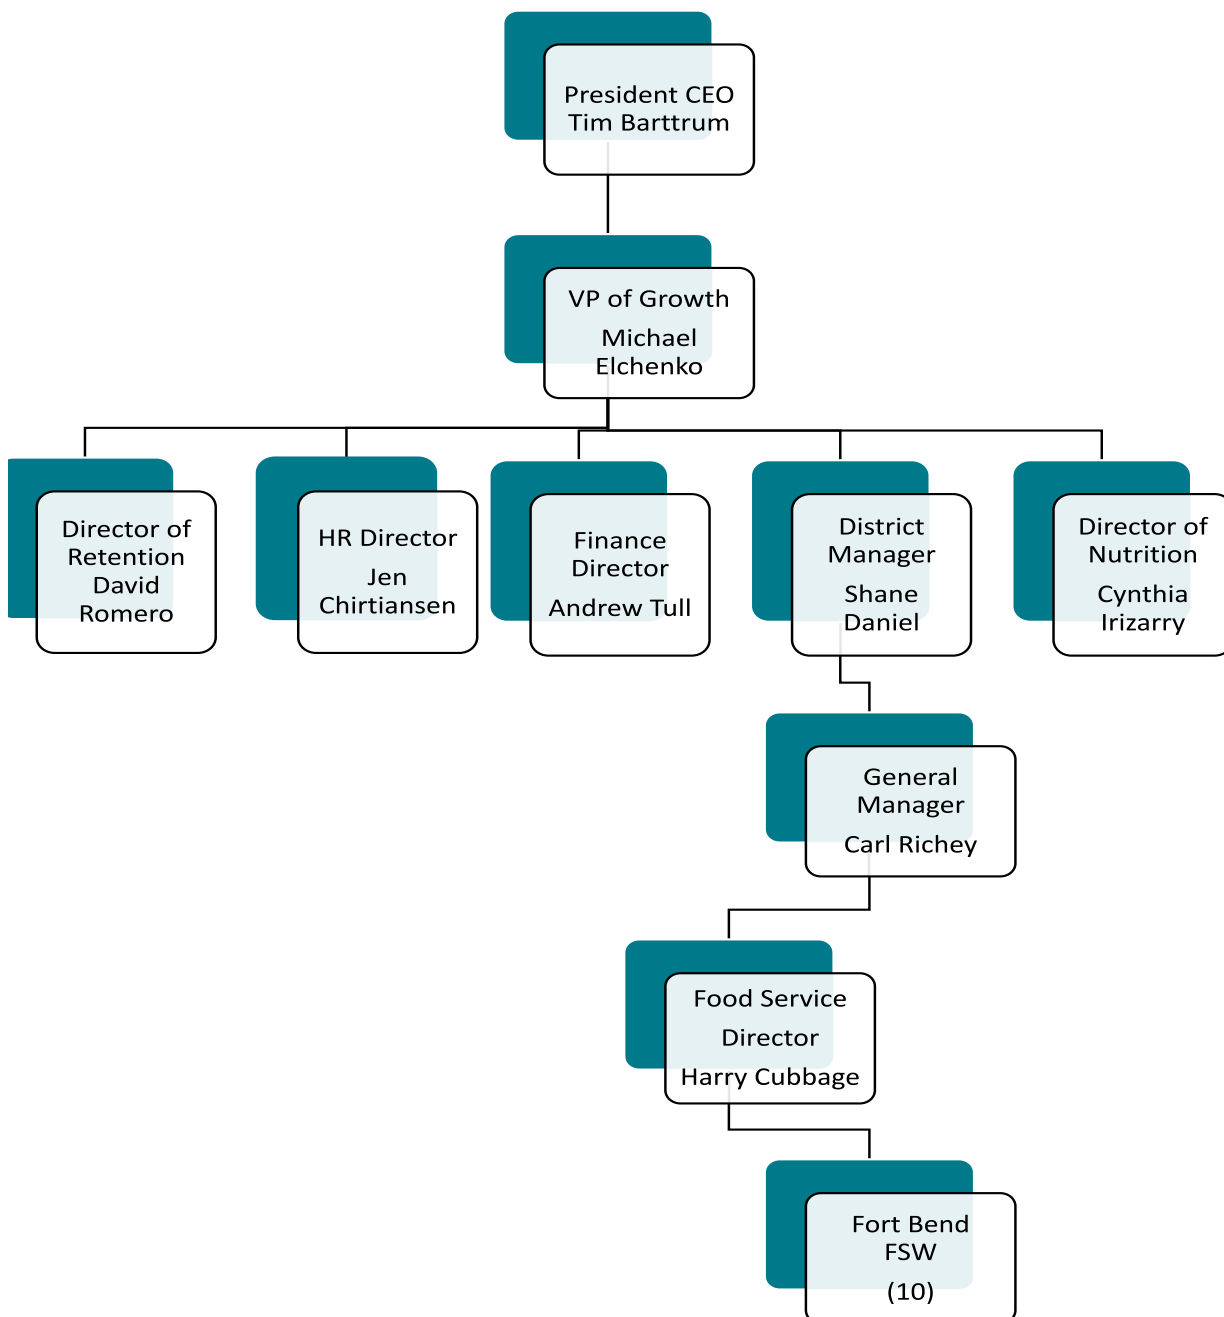 President CEO
Tim Barttrum
VP of Growth
Michael
Elchenko
Director of
Retention
David
Romero
HR Director
Jen
Chirtiansen
Finance
Director
Andrew Tull
District
Manager
Shane
Daniel
Director of
Nutrition
Cynthia
Irizarry
General
Manager
Carl Richey
Food Service
Director
Harry Cubbage
Fort Bend
FSW
(10)